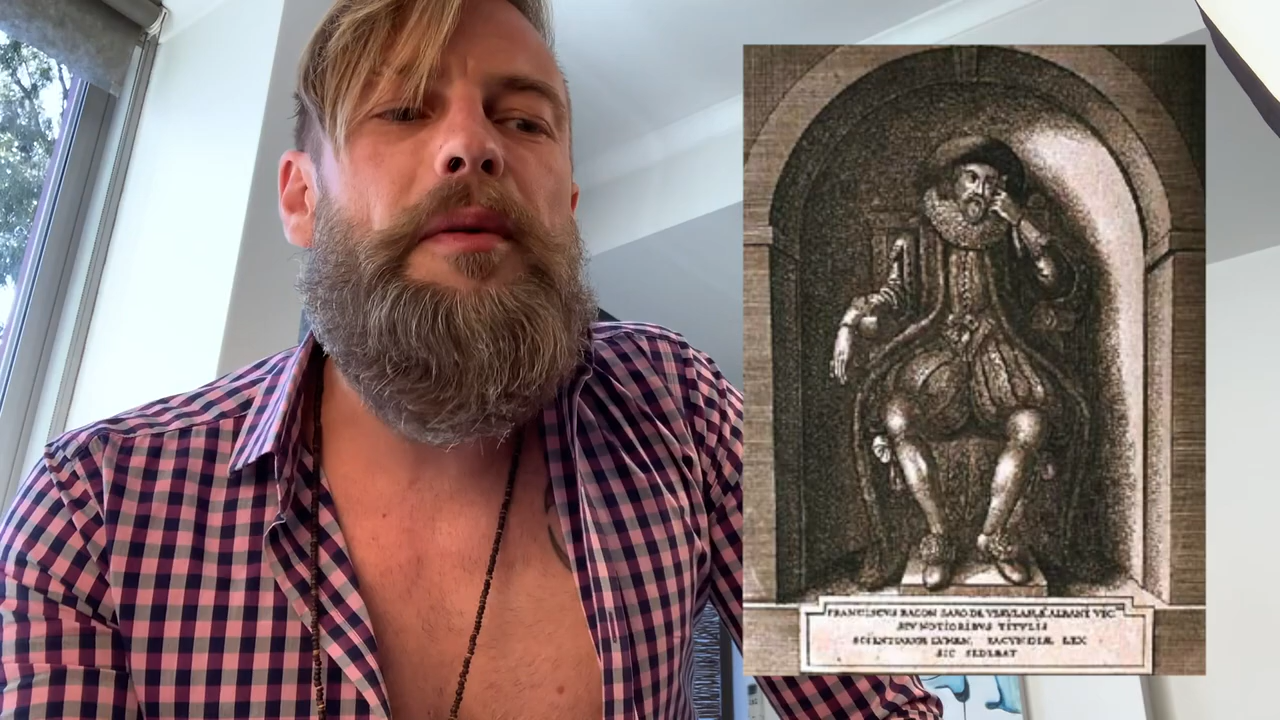 FRANCISCVS BACON BARO DE VERVLAM S. ALBANI VIC.
SEV NOTIORIBVS TITVLIS
SCIENTIARVM LVMEN, FACVNDIÆ LEX
SIC SEDEBAT